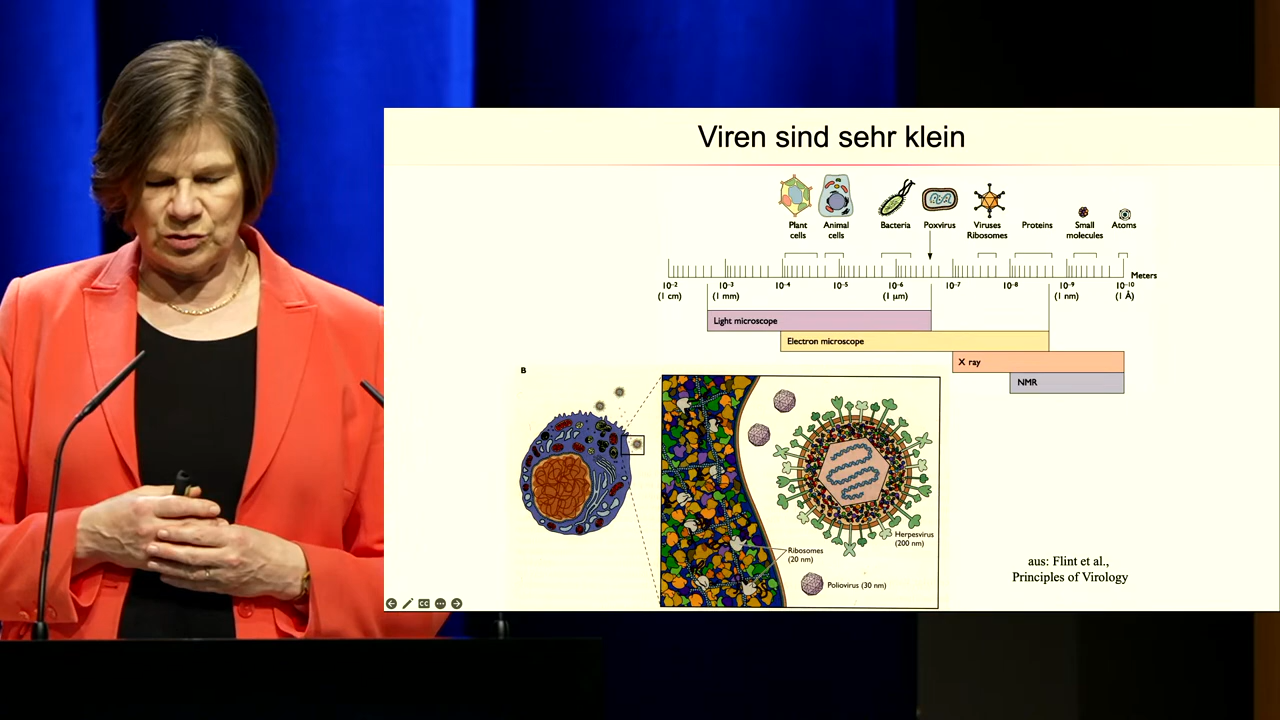 Viren sind sehr klein
Plant
cells
Animal
cells
Bacteria
Poxvirus
Viruses
Ribosomes
Proteins
Small
molecules
Atoms
Meters
10⁻²
(1 cm)
10⁻³
(1 mm)
10⁻⁴
10⁻⁵
10⁻⁶
(1 µm)
10⁻⁷
10⁻⁸
10⁻⁹
(1 nm)
10⁻¹⁰
(1 Å)
Light microscope
Electron microscope
X ray
NMR
B
Herpesvirus
(200 nm)
Ribosomes
(20 nm)
Poliovirus (30 nm)
aus: Flint et al.,
Principles of Virology
CC